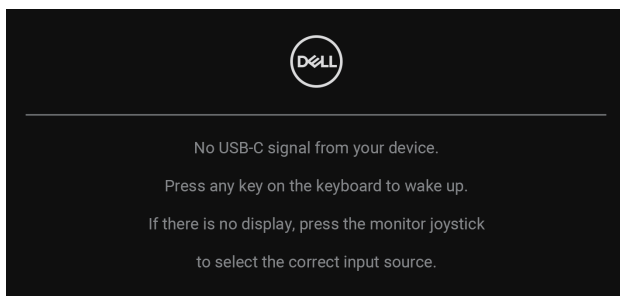 DELL
No USB-C signal from your device.
Press any key on the keyboard to wake up.
If there is no display, press the monitor joystick
to select the correct input source.